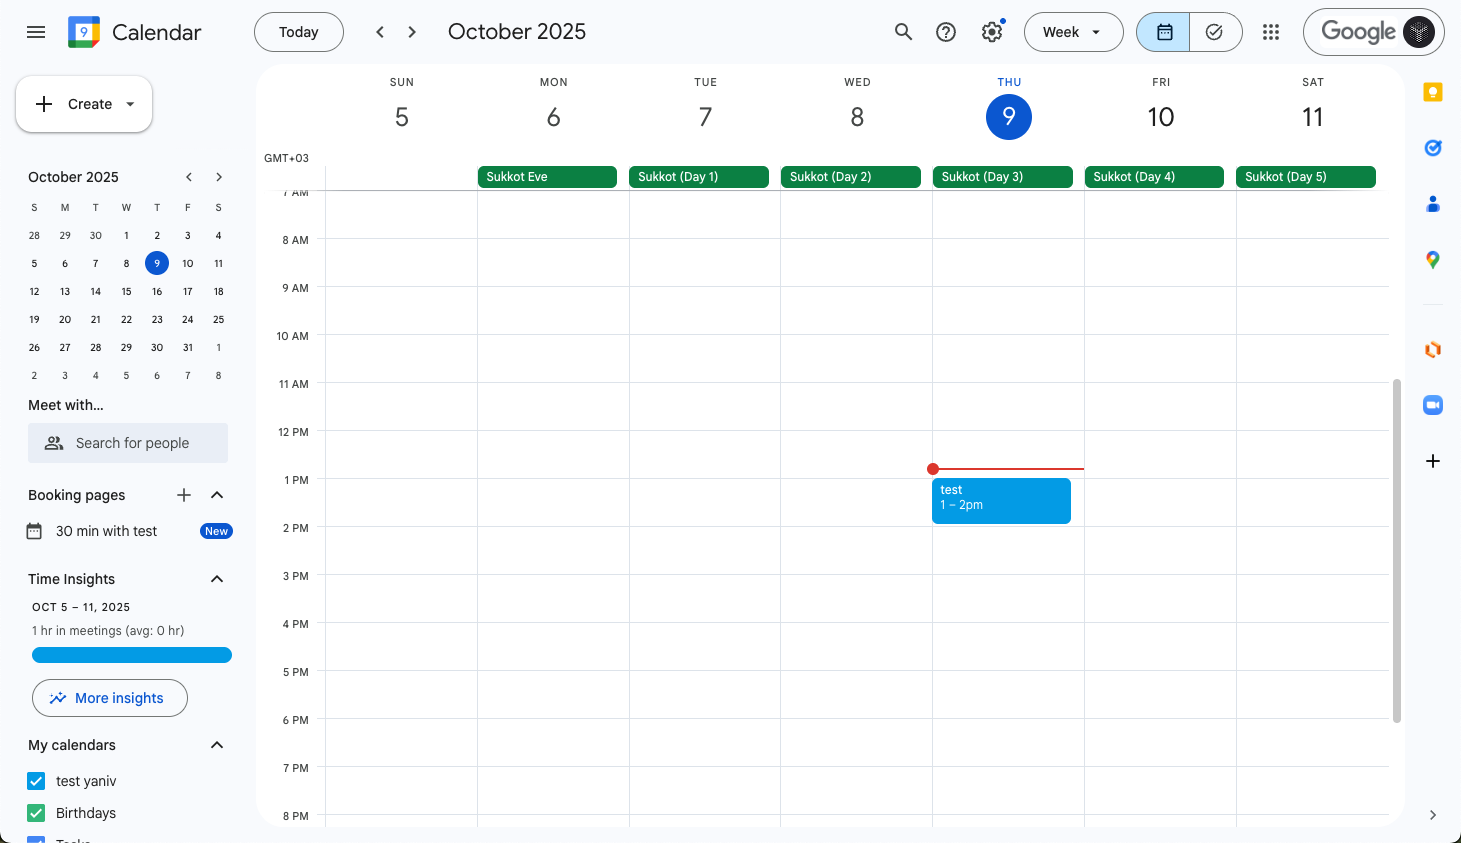 9 Calendar
Today
October 2025
Week
Google
Create
October 2025
S M T W T F S
28 29 30 1 2 3 4
5 6 7 8 9 10 11
12 13 14 15 16 17 18
19 20 21 22 23 24 25
26 27 28 29 30 31 1
2 3 4 5 6 7 8
Meet with...
Search for people
Booking pages
30 min with test New
Time Insights
OCT 5 – 11, 2025
1 hr in meetings (avg: 0 hr)
More insights
My calendars
test yaniv
Birthdays
Tasks
SUN MON TUE WED THU FRI SAT
5 6 7 8 9 10 11
GMT+03
Sukkot Eve Sukkot (Day 1) Sukkot (Day 2) Sukkot (Day 3) Sukkot (Day 4) Sukkot (Day 5)
7 AM
8 AM
9 AM
10 AM
11 AM
12 PM
1 PM
test
1 – 2pm
2 PM
3 PM
4 PM
5 PM
6 PM
7 PM
8 PM